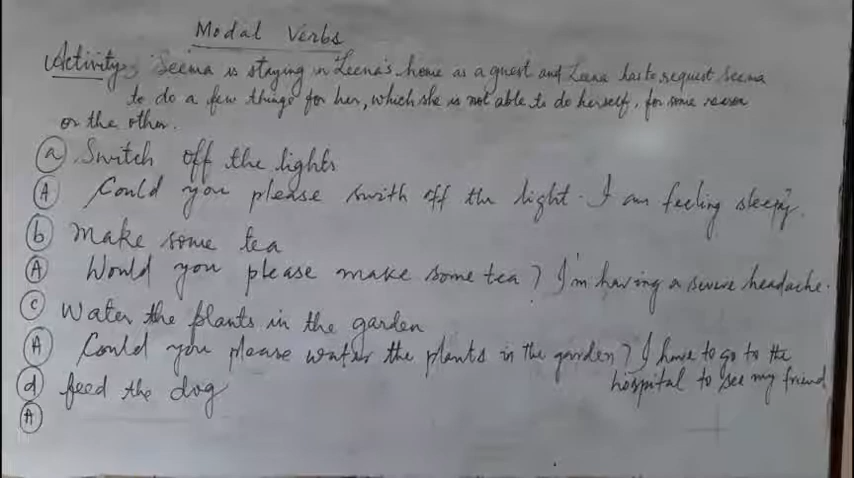 Modal Verbs
Activity: Seema is staying in Leena's home as a guest and Leena has to request Seema
to do a few things for her, which she is not able to do herself, for some reason
or the other.
(a) Switch off the lights
(A) Could you please swith off the light. I am feeling sleepy.
(b) Make some tea
(A) Would you please make some tea? I'm having a severe headache.
(c) Water the plants in the garden
(A) Could you please water the plants in the garden? I have to go to the
hospital to see my friend
(d) feed the dog
(A)